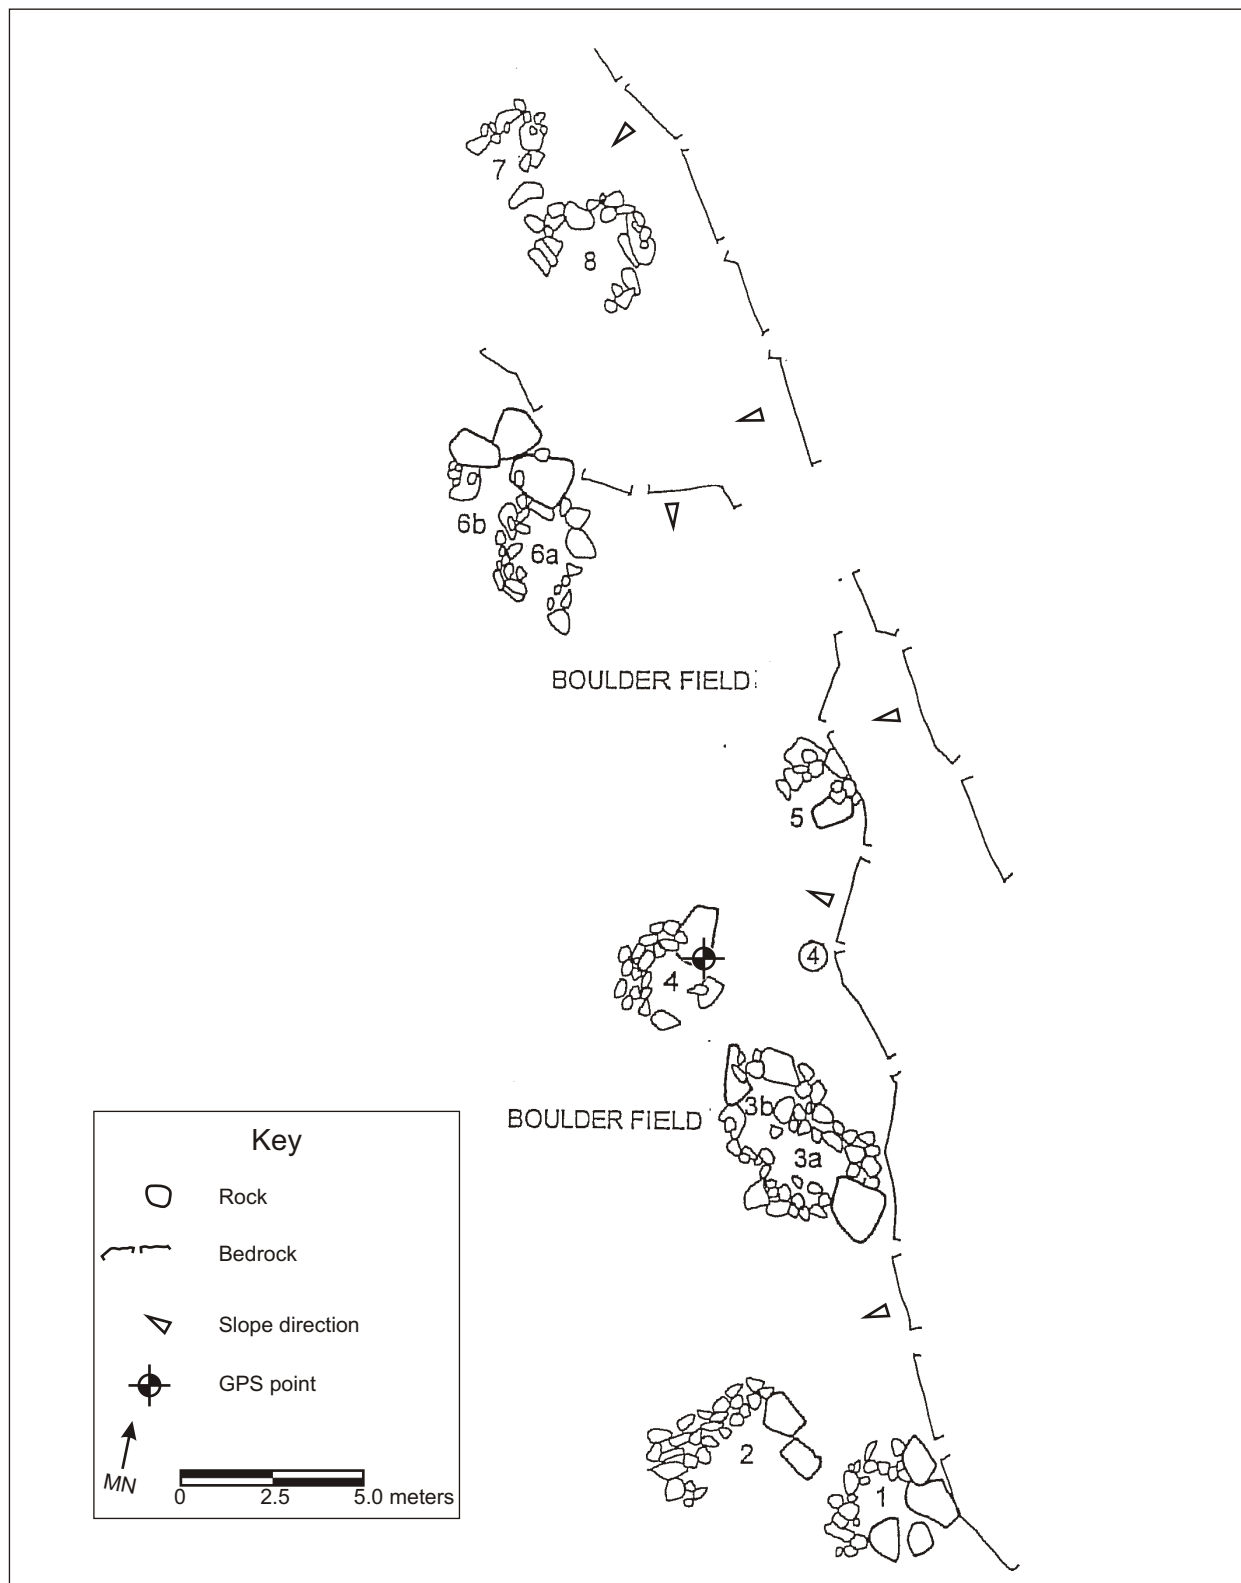 7
8
6b
6a
BOULDER FIELD
5
4
4
3b
BOULDER FIELD
3a
2
1
Key
Rock
Bedrock
Slope direction
GPS point
MN
0 2.5 5.0 meters